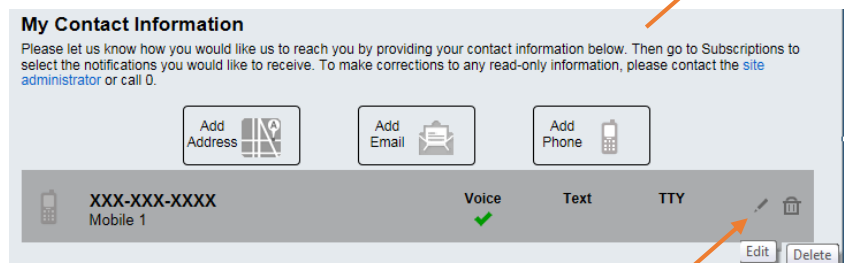 My Contact Information
Please let us know how you would like us to reach you by providing your contact information below. Then go to Subscriptions to
select the notifications you would like to receive. To make corrections to any read-only information, please contact the site
administrator or call 0.
Add Address
Add Email
Add Phone
XXX-XXX-XXXX Voice Text TTY
Mobile 1
Edit Delete